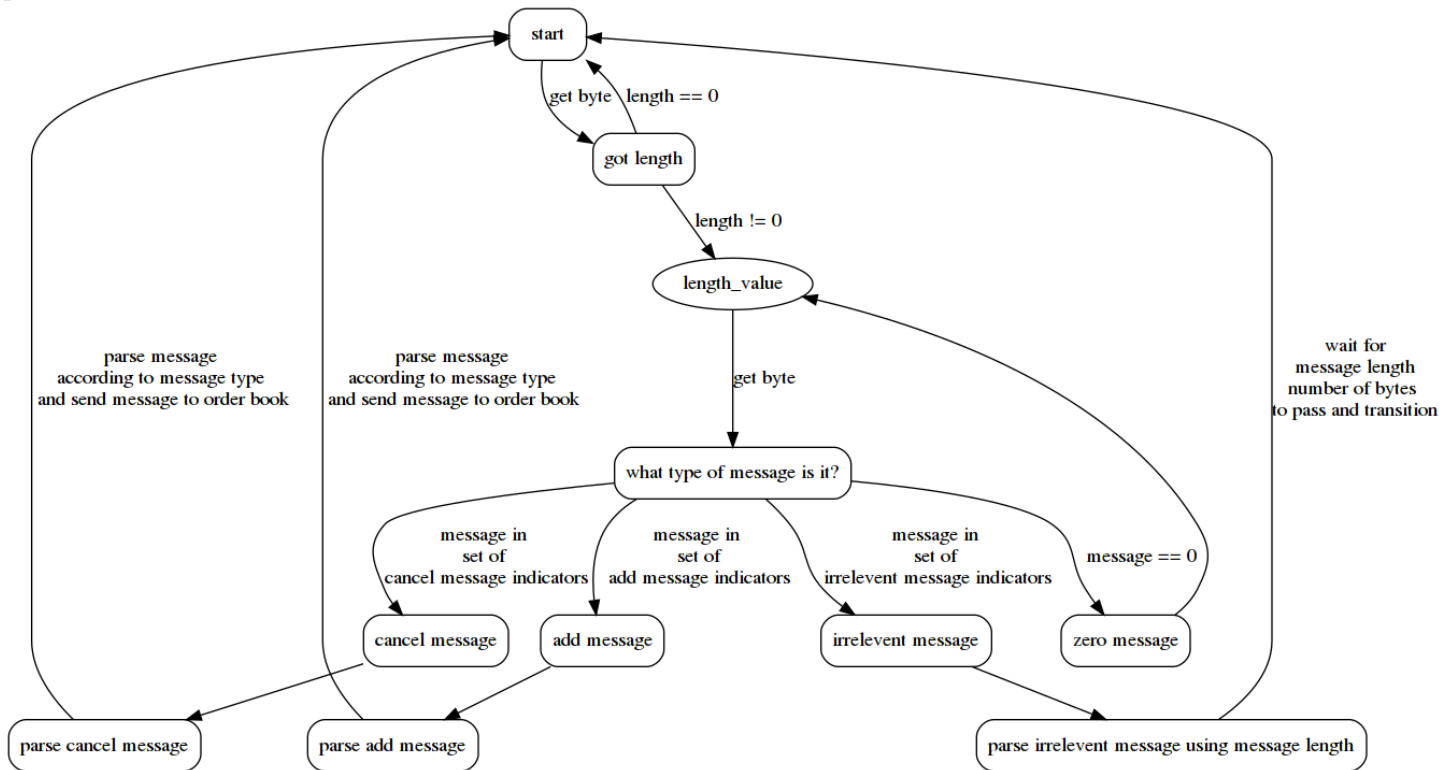 start
get byte
length == 0
got length
length != 0
length_value
parse message
according to message type
and send message to order book
parse message
according to message type
and send message to order book
wait for
message length
number of bytes
to pass and transition
get byte
what type of message is it?
message in
set of
cancel message indicators
message in
set of
add message indicators
message in
set of
irrelevent message indicators
message == 0
cancel message
add message
irrelevent message
zero message
parse cancel message
parse add message
parse irrelevent message using message length